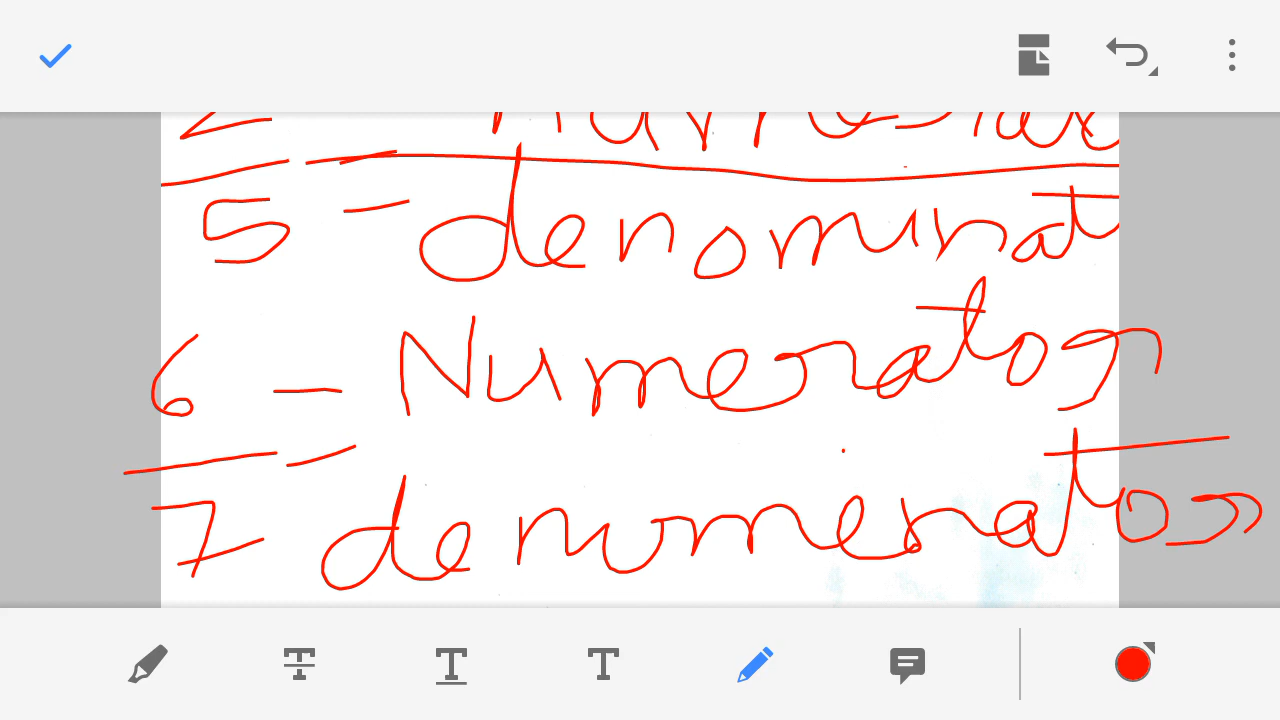 5 - denominat
6 - Numerator
7 denumerator